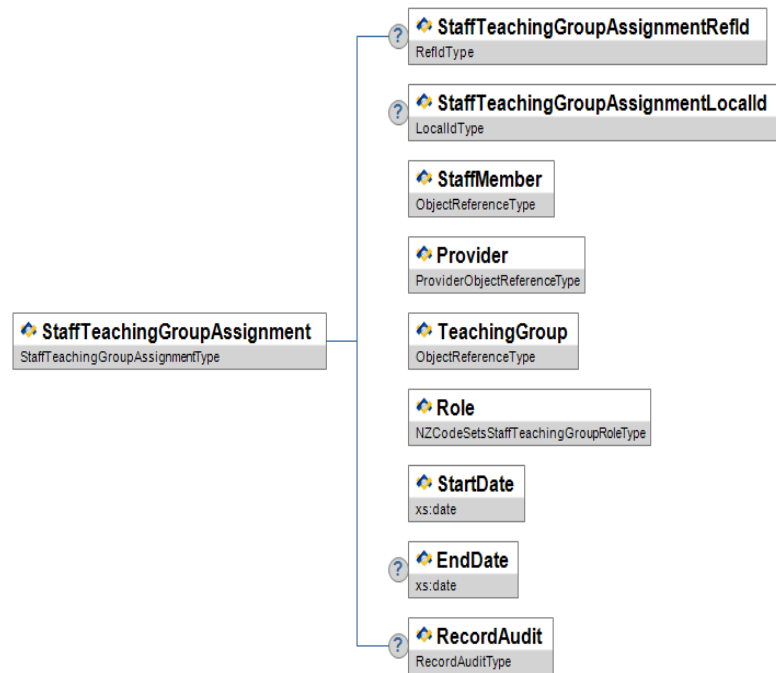 ? StaffTeachingGroupAssignmentRefId
RefIdType
? StaffTeachingGroupAssignmentLocalId
LocalIdType
StaffMember
ObjectReferenceType
Provider
ProviderObjectReferenceType
StaffTeachingGroupAssignment
StaffTeachingGroupAssignmentType
TeachingGroup
ObjectReferenceType
Role
NZCodeSetsStaffTeachingGroupRoleType
StartDate
xs:date
? EndDate
xs:date
? RecordAudit
RecordAuditType